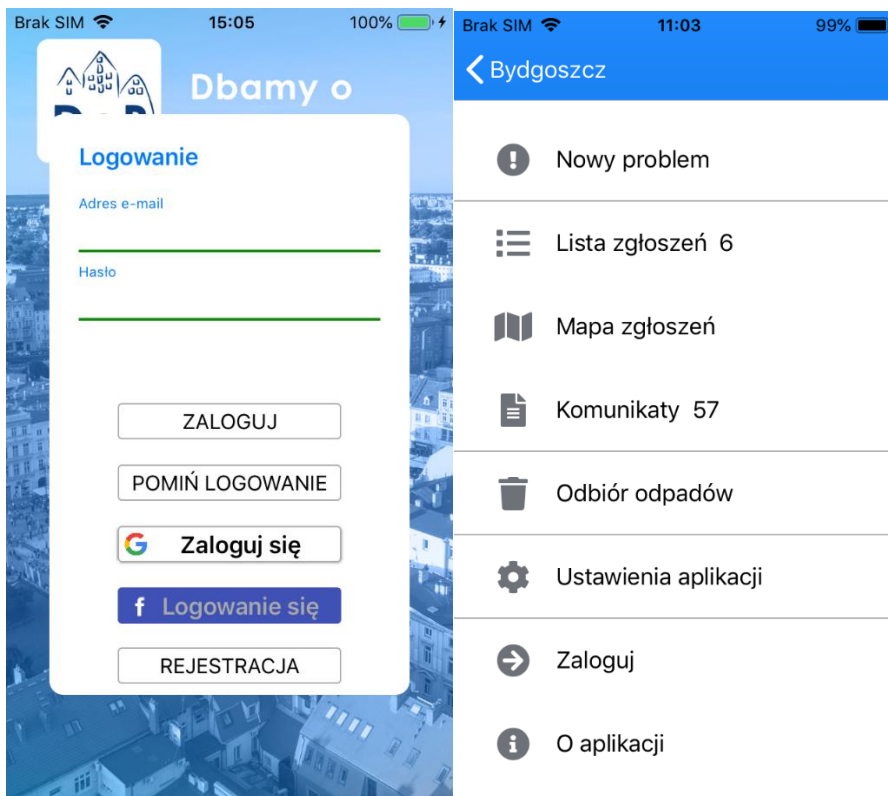 Brak SIM 15:05 100%
Dbamy o
Logowanie
Adres e-mail
Hasło
ZALOGUJ
POMIŃ LOGOWANIE
G Zaloguj się
f Logowanie się
REJESTRACJA
Brak SIM 11:03 99%
Bydgoszcz
Nowy problem
Lista zgłoszeń 6
Mapa zgłoszeń
Komunikaty 57
Odbiór odpadów
Ustawienia aplikacji
Zaloguj
O aplikacji